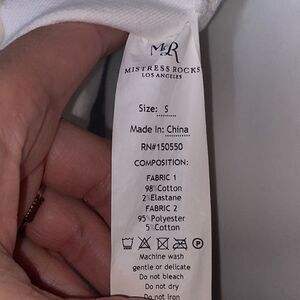 MR
MISTRESS ROCKS
LOS ANGELES
Size: S
Made In: China
RN#150550
COMPOSITION:
FABRIC 1
98%Cotton
2%Elastane
FABRIC 2
95%Polyester
5%Cotton
Machine wash
gentle or delicate
Do not bleach
Do not dry
Do not iron